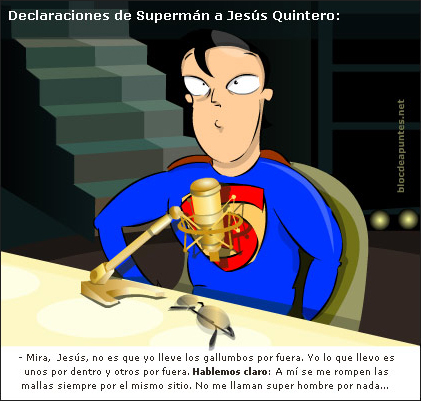 Declaraciones de Supermán a Jesús Quintero:
blocdeapuntes.net
- Mira, Jesús, no es que yo lleve los gallumbos por fuera. Yo lo que llevo es
unos por dentro y otros por fuera. Hablemos claro: A mí se me rompen las
mallas siempre por el mismo sitio. No me llaman super hombre por nada...